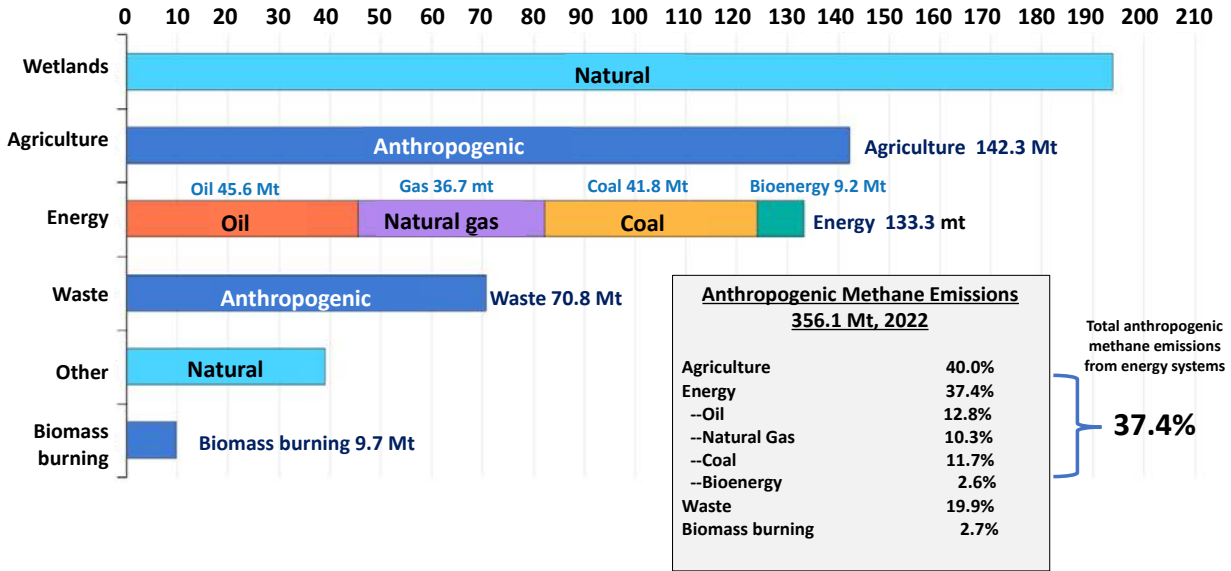 0 10 20 30 40 50 60 70 80 90 100 110 120 130 140 150 160 170 180 190 200 210
Wetlands
Natural
Agriculture
Anthropogenic
Agriculture 142.3 Mt
Oil 45.6 Mt
Gas 36.7 mt
Coal 41.8 Mt
Bioenergy 9.2 Mt
Energy
Oil
Natural gas
Coal
Energy 133.3 mt
Waste
Anthropogenic
Waste 70.8 Mt
Other
Natural
Biomass
burning
Biomass burning 9.7 Mt
Anthropogenic Methane Emissions
356.1 Mt, 2022
Agriculture 40.0%
Energy 37.4%
--Oil 12.8%
--Natural Gas 10.3%
--Coal 11.7%
--Bioenergy 2.6%
Waste 19.9%
Biomass burning 2.7%
Total anthropogenic
methane emissions
from energy systems
37.4%